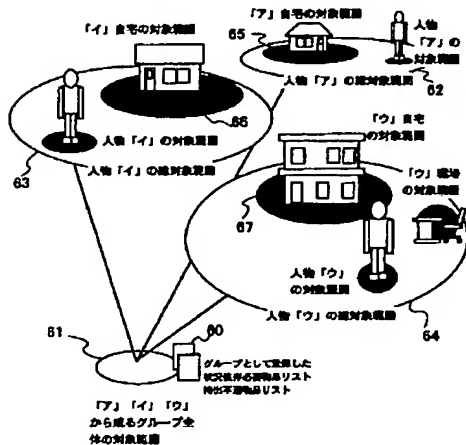 「イ」自宅の対象範囲
「ア」自宅の対象範囲
65
人物
「ア」の
対象範囲
62
人物「ア」の総対象範囲
66
人物「イ」の対象範囲
人物「イ」の総対象範囲
63
「ウ」自宅
の対象範囲
「ウ」職場
の対象範囲
67
人物「ウ」
の対象範囲
人物「ウ」の総対象範囲
64
61
60
グループとして登録した
状況依存必携物品リスト
持出不適物品リスト
「ア」「イ」「ウ」
から成るグループ全
体の対象範囲